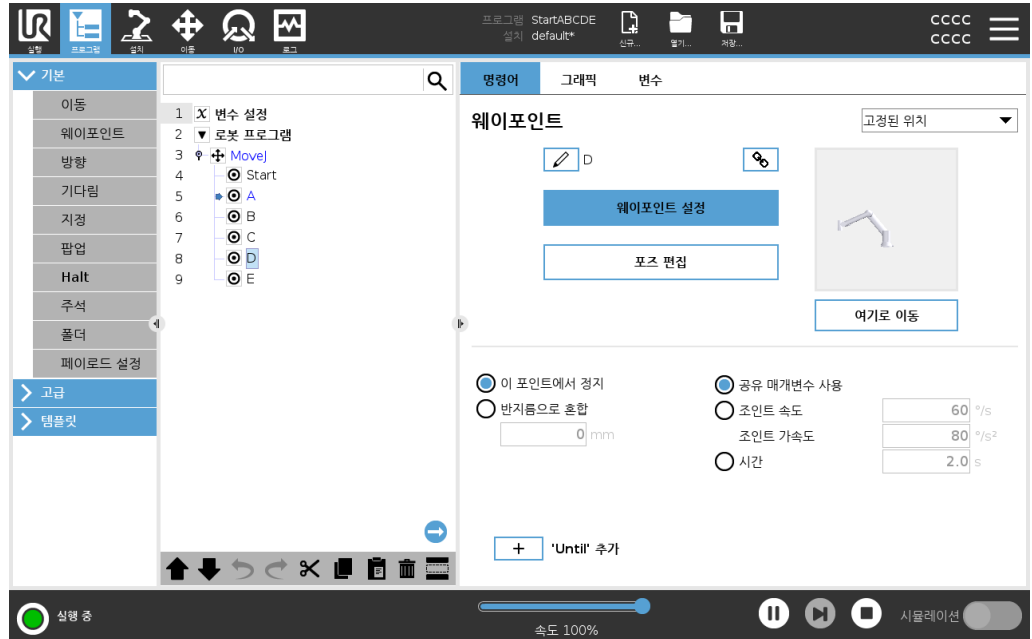 프로그램 StartABCDE
설치 default*
CCCC
CCCC
UR
실행
프로그램
설치
이동
I/O
로그
신규...
열기...
저장...
기본
이동
웨이포인트
방향
기다림
지정
팝업
Halt
주석
폴더
페이로드 설정
고급
템플릿
1 X 변수 설정
2 ▼ 로봇 프로그램
3 MoveJ
4 Start
5 A
6 B
7 C
8 D
9 E
명령어 그래픽 변수
웨이포인트
고정된 위치
D
웨이포인트 설정
포즈 편집
여기로 이동
이 포인트에서 정지
반지름으로 혼합
0 mm
공유 매개변수 사용
조인트 속도 60 °/s
조인트 가속도 80 °/s²
시간 2.0 s
+ 'Until' 추가
실행 중
속도 100%
시뮬레이션